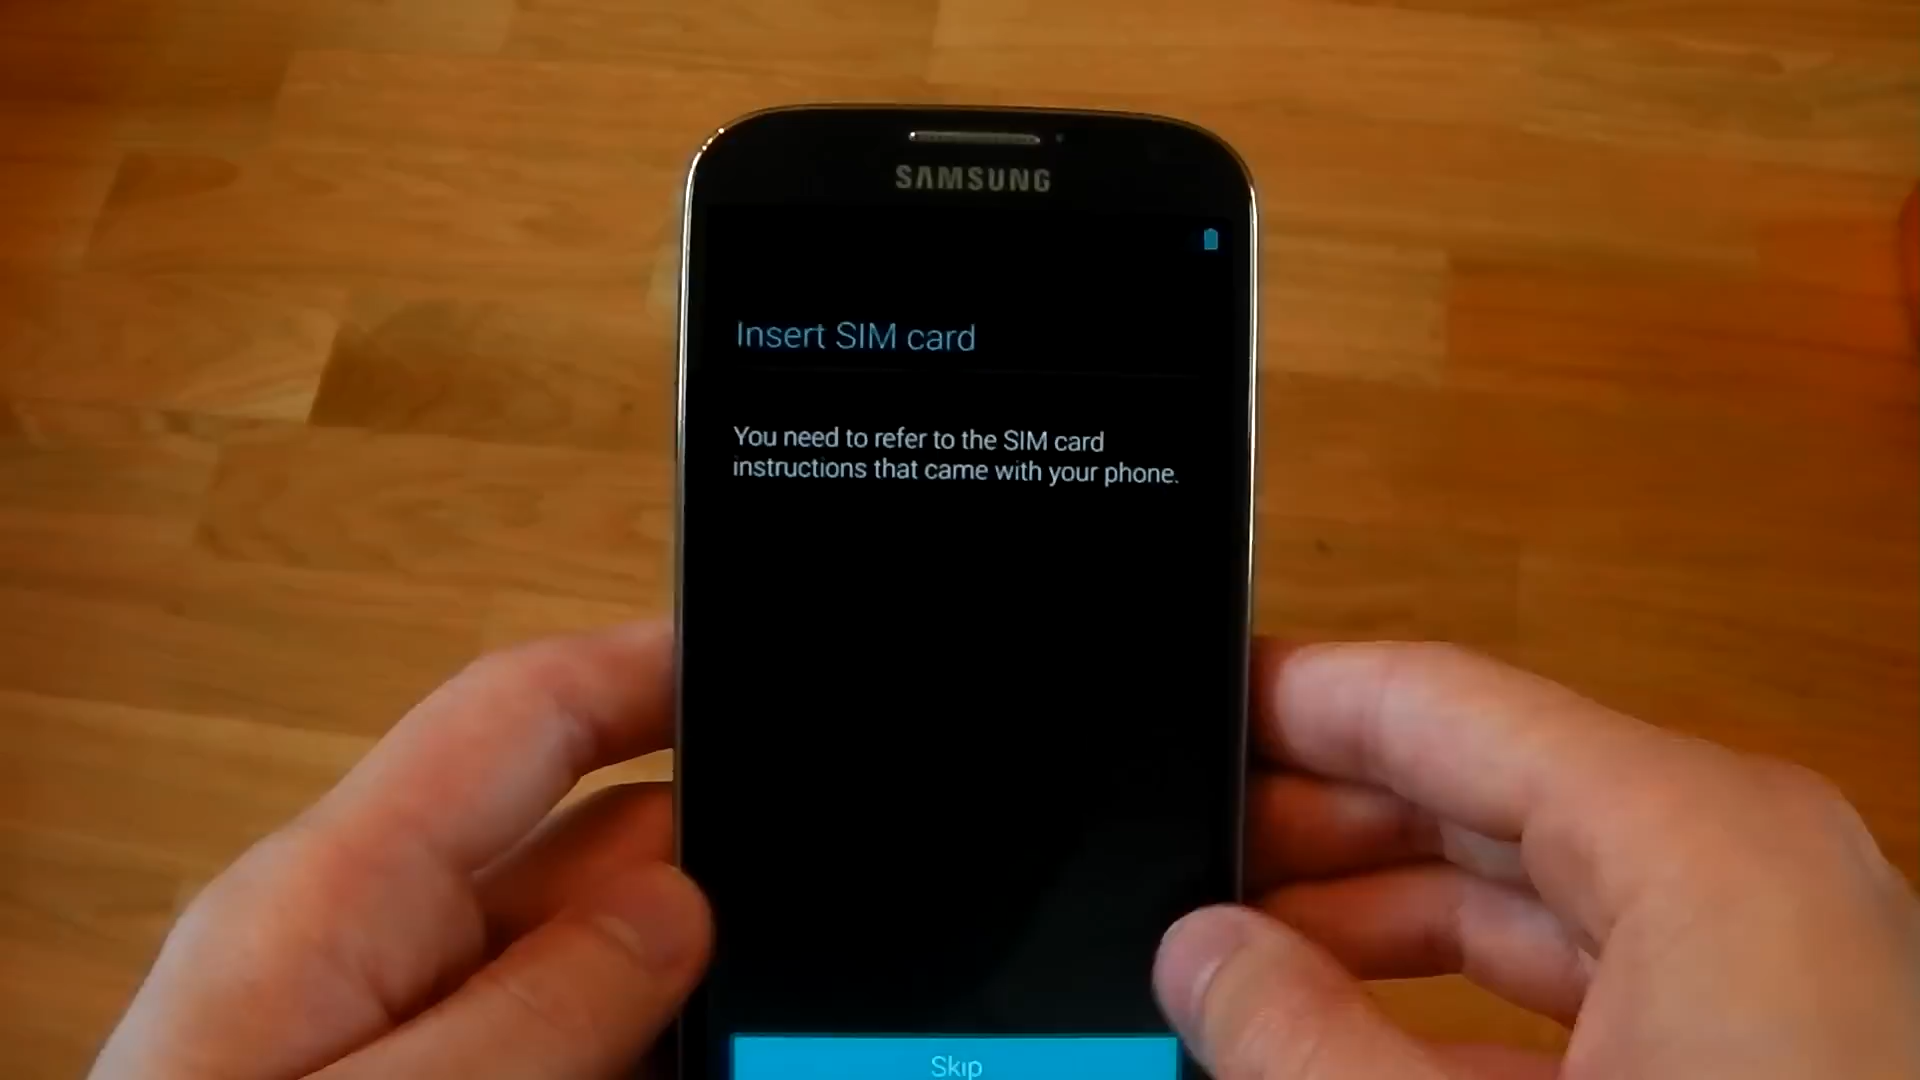 SAMSUNG
Insert SIM card
You need to refer to the SIM card
instructions that came with your phone.
Skip